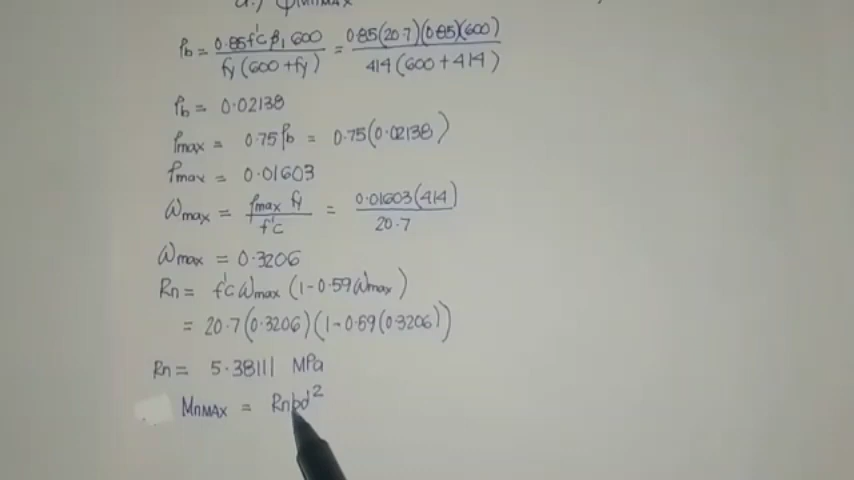 a.) ϕMnMAX
ρb = 0.85f'c β1 600 / fy (600 + fy) = 0.85(20.7)(0.85)(600) / 414 (600 + 414)
ρb = 0.02138
ρmax = 0.75ρb = 0.75(0.02138)
ρmax = 0.01603
ωmax = ρmax fy / f'c = 0.01603(414) / 20.7
ωmax = 0.3206
Rn = f'c ωmax (1-0.59ωmax)
= 20.7(0.3206)(1-0.59(0.3206))
Rn = 5.38111 MPa
MnMAX = Rnbd²